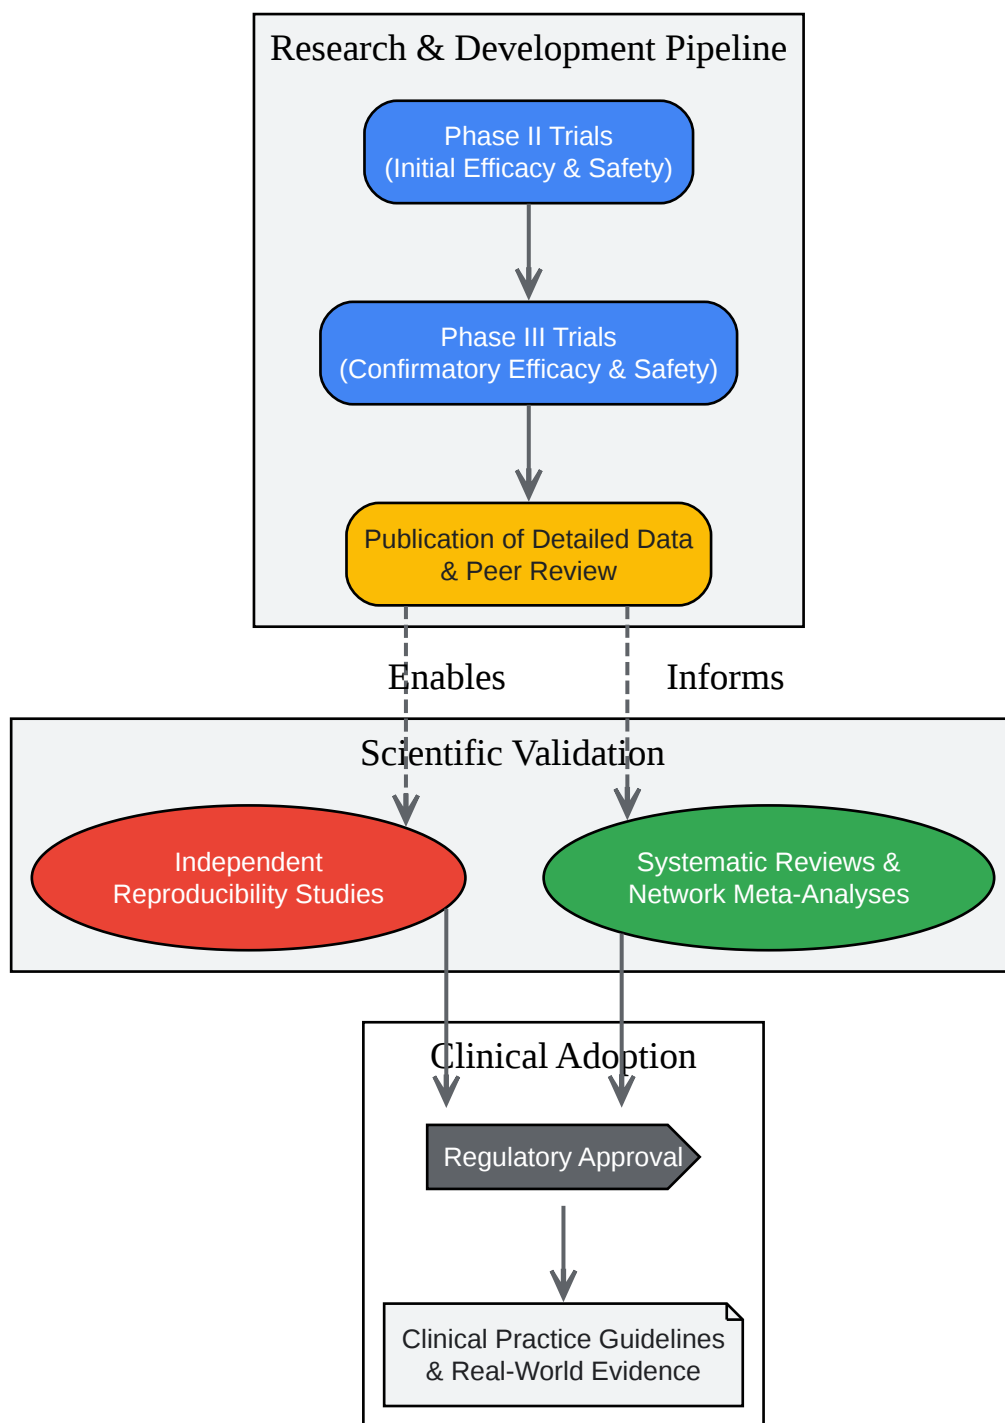 Research & Development Pipeline
Phase II Trials
(Initial Efficacy & Safety)
Phase III Trials
(Confirmatory Efficacy & Safety)
Publication of Detailed Data
& Peer Review
Enables
Informs
Scientific Validation
Independent
Reproducibility Studies
Systematic Reviews &
Network Meta-Analyses
Clinical Adoption
Regulatory Approval
Clinical Practice Guidelines
& Real-World Evidence